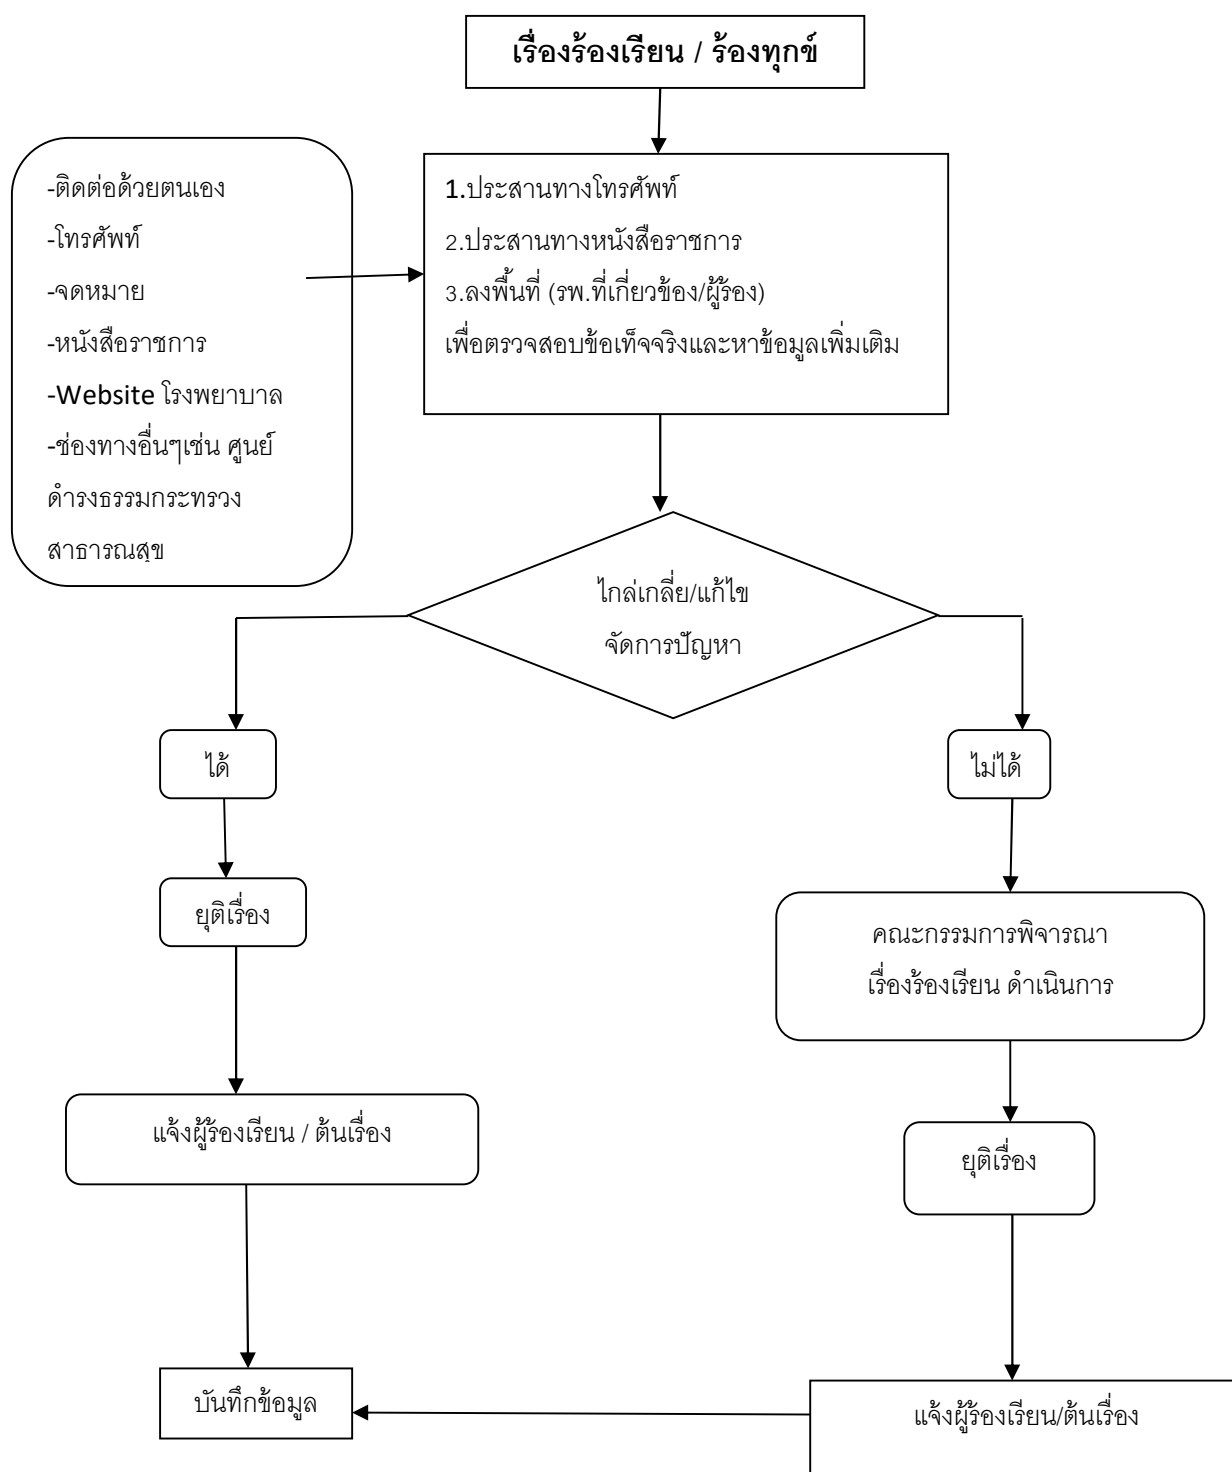 เรื่องร้องเรียน / ร้องทุกข์
-ติดต่อด้วยตนเอง
-โทรศัพท์
-จดหมาย
-หนังสือราชการ
-Website โรงพยาบาล
-ช่องทางอื่นๆเช่น ศูนย์
ดำรงธรรมกระทรวง
สาธารณสุข
1.ประสานทางโทรศัพท์
2.ประสานทางหนังสือราชการ
3.ลงพื้นที่ (รพ.ที่เกี่ยวข้อง/ผู้ร้อง)
เพื่อตรวจสอบข้อเท็จจริงและหาข้อมูลเพิ่มเติม
ไกล่เกลี่ย/แก้ไข
จัดการปัญหา
ได้
ไม่ได้
ยุติเรื่อง
คณะกรรมการพิจารณา
เรื่องร้องเรียน ดำเนินการ
แจ้งผู้ร้องเรียน / ต้นเรื่อง
ยุติเรื่อง
บันทึกข้อมูล
แจ้งผู้ร้องเรียน/ต้นเรื่อง